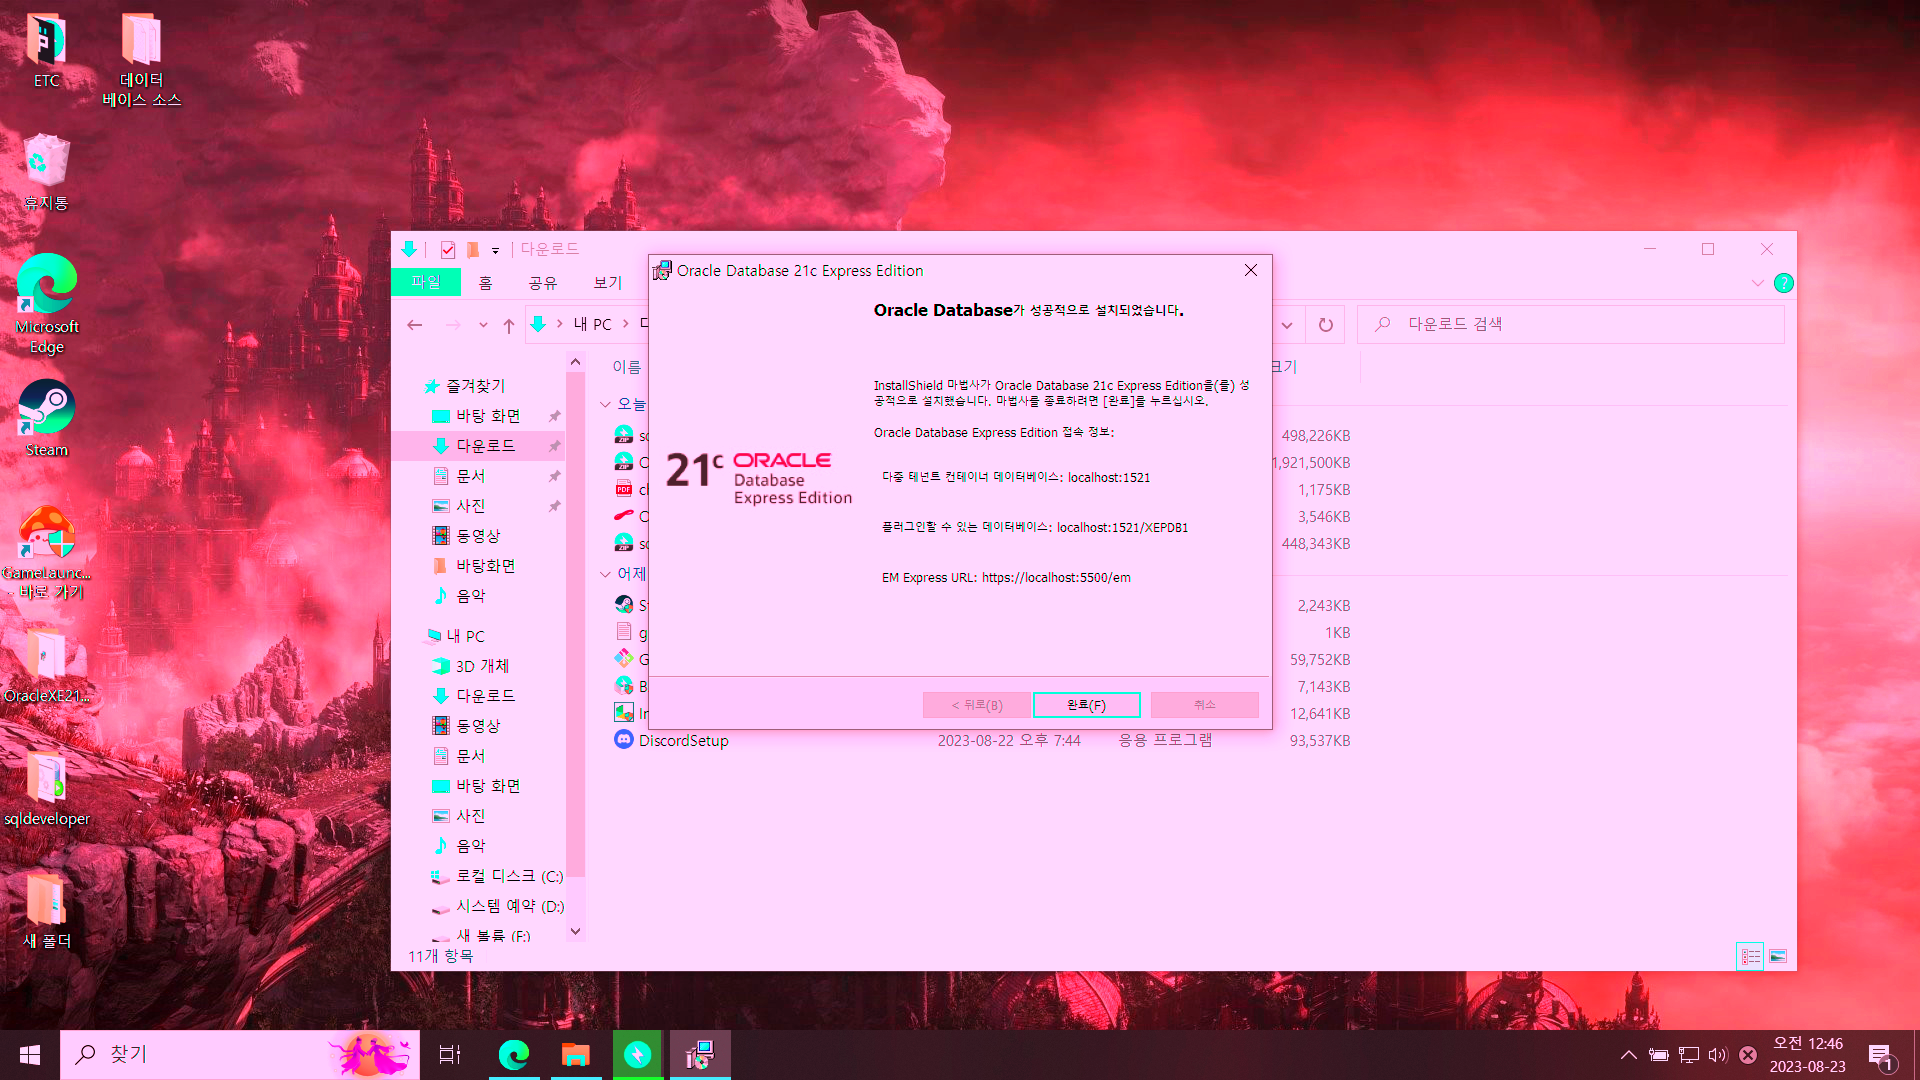 ETC
데이터
베이스 소스
휴지통
Microsoft
Edge
Steam
GameLaunc...
- 바로 가기
OracleXE21...
sqldeveloper
새 폴더
다운로드
파일
홈
공유
보기
내 PC
다운로드 검색
이름
크기
즐겨찾기
바탕 화면
다운로드
문서
사진
동영상
바탕화면
음악
내 PC
3D 개체
다운로드
동영상
문서
바탕 화면
사진
음악
로컬 디스크 (C:)
시스템 예약 (D:)
새 볼륨 (F:)
오늘
498,226KB
1,921,500KB
1,175KB
3,546KB
448,343KB
어제
2,243KB
1KB
59,752KB
7,143KB
12,641KB
DiscordSetup 2023-08-22 오후 7:44 응용 프로그램 93,537KB
11개 항목
Oracle Database 21c Express Edition
Oracle Database가 성공적으로 설치되었습니다.
InstallShield 마법사가 Oracle Database 21c Express Edition을(를) 성
공적으로 설치했습니다. 마법사를 종료하려면 [완료]를 누르십시오.
Oracle Database Express Edition 접속 정보:
다중 테넌트 컨테이너 데이터베이스: localhost:1521
플러그인할 수 있는 데이터베이스: localhost:1521/XEPDB1
EM Express URL: https://localhost:5500/em
21c ORACLE
Database
Express Edition
< 뒤로(B)
완료(F)
취소
찾기
오전 12:46
2023-08-23
1